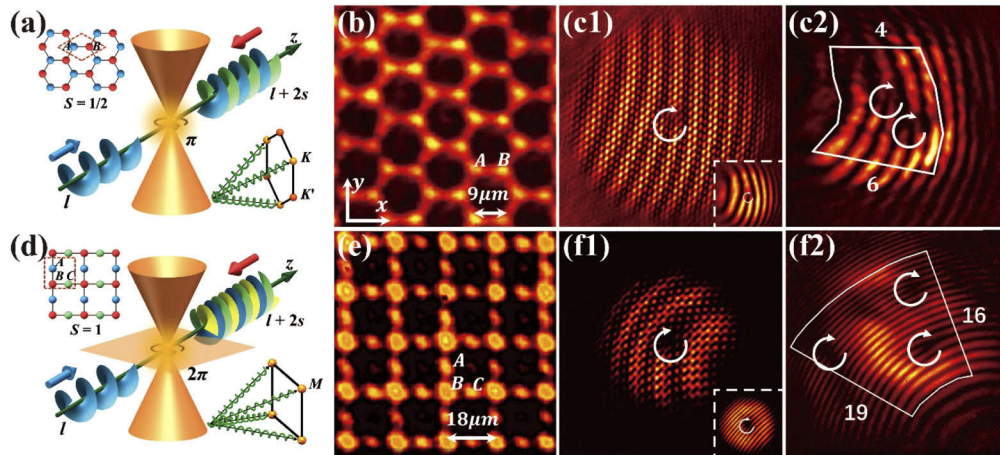 (a)
A
B
S = 1/2
z
l + 2s
π
l
K
K'
(b)
A B
9μm
y
x
(c1)
(c2)
4
6
(d)
A
B C
S = 1
z
l + 2s
2π
l
M
(e)
A
B C
18μm
(f1)
(f2)
16
19